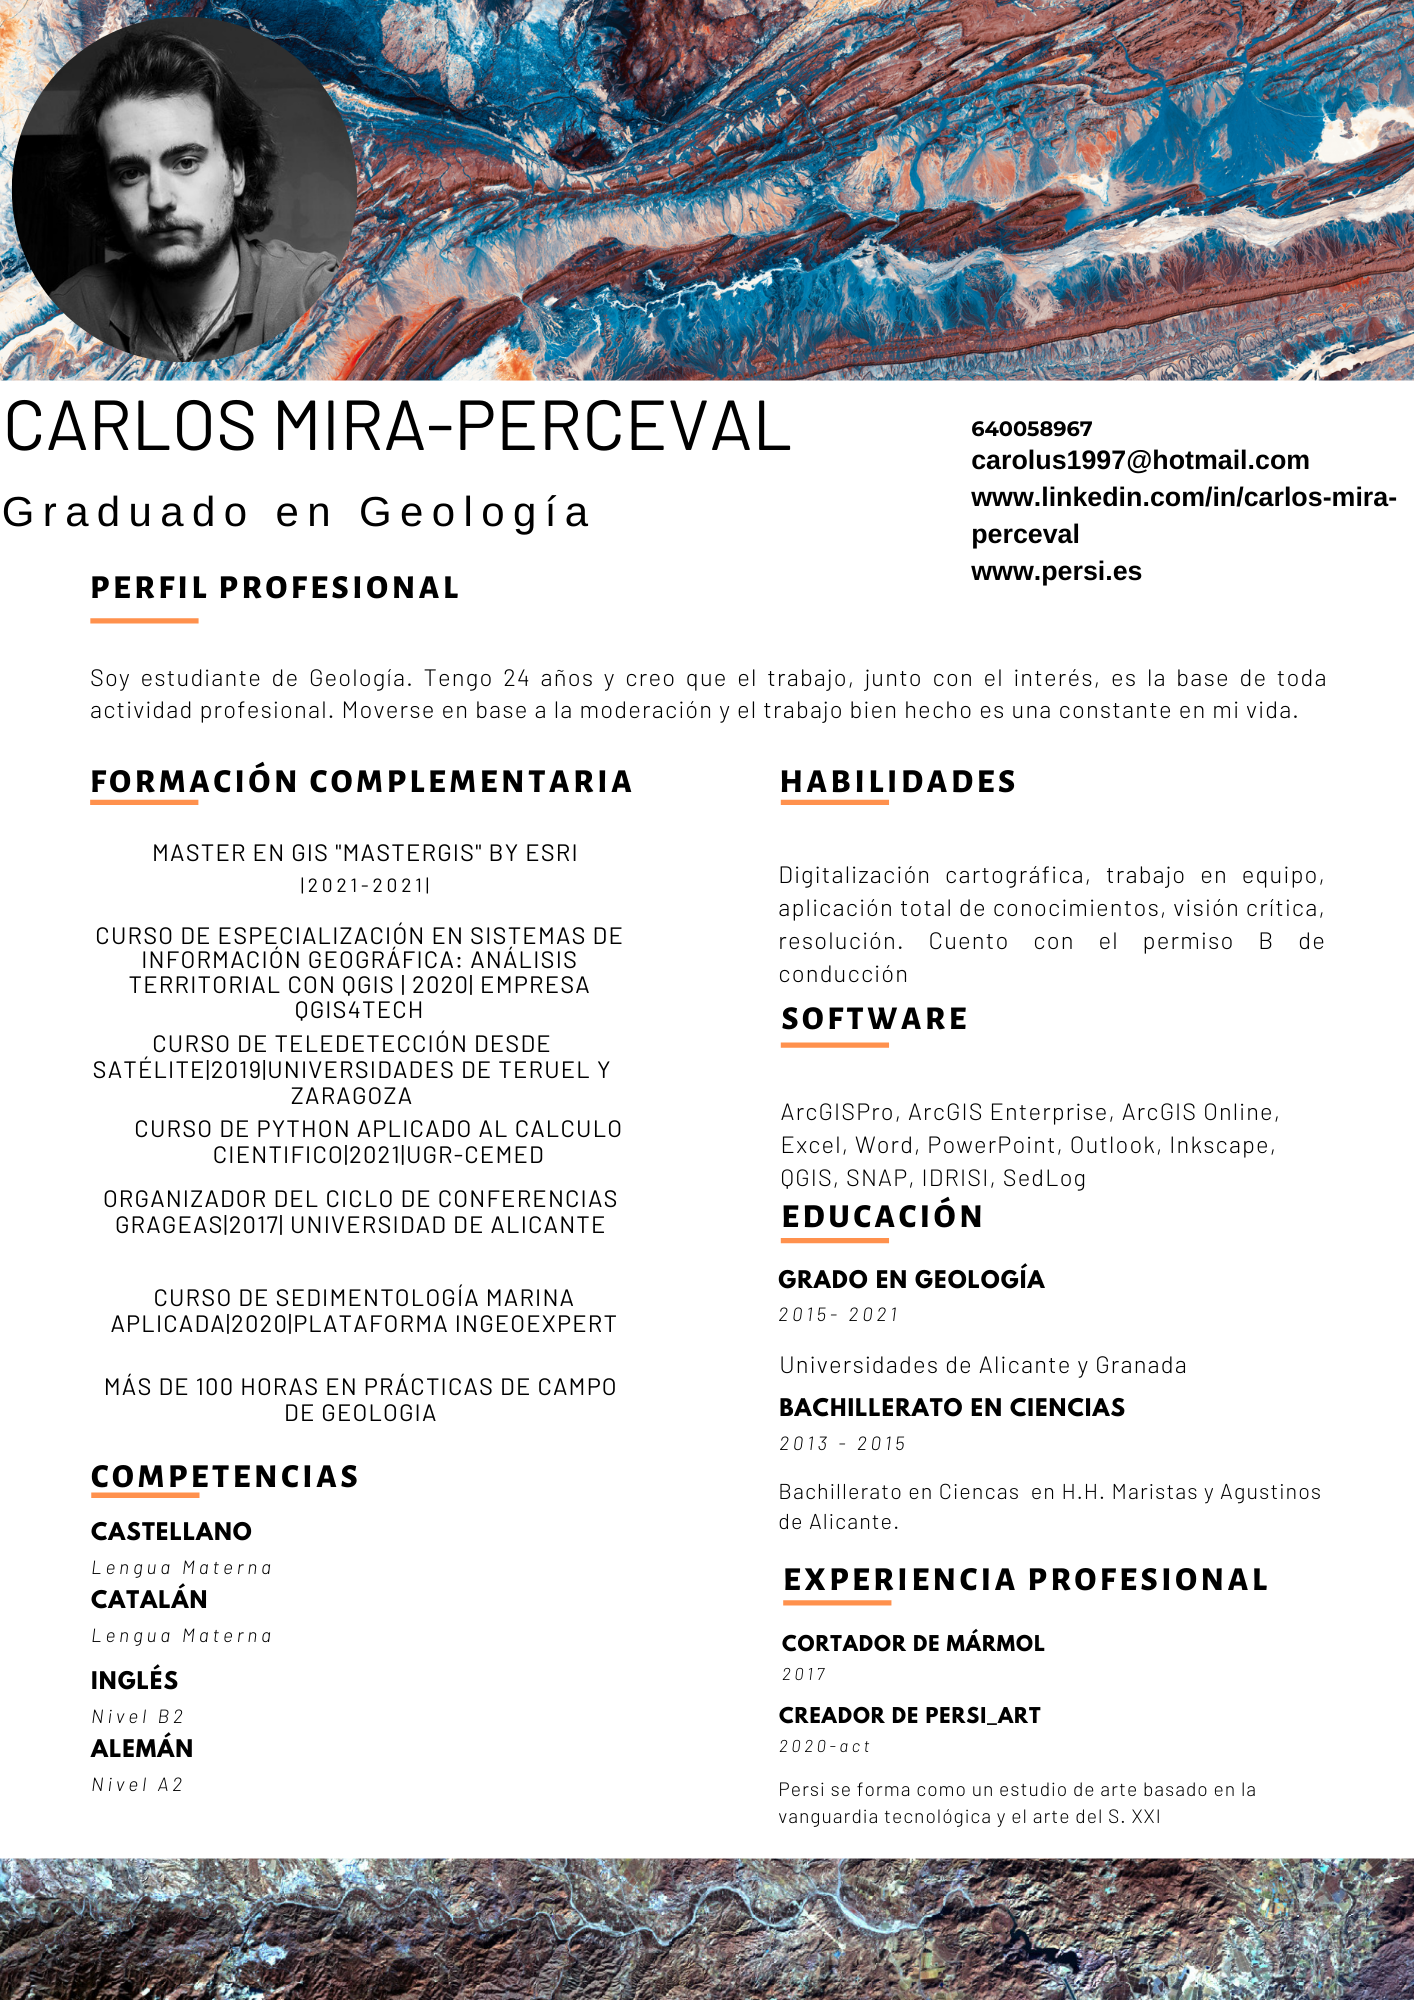 CARLOS MIRA-PERCEVAL
Graduado en Geología
640058967
carolus1997@hotmail.com
www.linkedin.com/in/carlos-mira-
perceval
www.persi.es
PERFIL PROFESIONAL
Soy estudiante de Geología. Tengo 24 años y creo que el trabajo, junto con el interés, es la base de toda
actividad profesional. Moverse en base a la moderación y el trabajo bien hecho es una constante en mi vida.
FORMACIÓN COMPLEMENTARIA
MASTER EN GIS "MASTERGIS" BY ESRI
|2021-2021|
CURSO DE ESPECIALIZACIÓN EN SISTEMAS DE
INFORMACIÓN GEOGRÁFICA: ANÁLISIS
TERRITORIAL CON QGIS | 2020| EMPRESA
QGIS4TECH
CURSO DE TELEDETECCIÓN DESDE
SATÉLITE|2019|UNIVERSIDADES DE TERUEL Y
ZARAGOZA
CURSO DE PYTHON APLICADO AL CALCULO
CIENTIFICO|2021|UGR-CEMED
ORGANIZADOR DEL CICLO DE CONFERENCIAS
GRAGEAS|2017| UNIVERSIDAD DE ALICANTE
CURSO DE SEDIMENTOLOGÍA MARINA
APLICADA|2020|PLATAFORMA INGEOEXPERT
MÁS DE 100 HORAS EN PRÁCTICAS DE CAMPO
DE GEOLOGIA
COMPETENCIAS
CASTELLANO
Lengua Materna
CATALÁN
Lengua Materna
INGLÉS
Nivel B2
ALEMÁN
Nivel A2
HABILIDADES
Digitalización cartográfica, trabajo en equipo,
aplicación total de conocimientos, visión crítica,
resolución. Cuento con el permiso B de
conducción
SOFTWARE
ArcGISPro, ArcGIS Enterprise, ArcGIS Online,
Excel, Word, PowerPoint, Outlook, Inkscape,
QGIS, SNAP, IDRISI, SedLog
EDUCACIÓN
GRADO EN GEOLOGÍA
2015- 2021
Universidades de Alicante y Granada
BACHILLERATO EN CIENCIAS
2013 - 2015
Bachillerato en Ciencas en H.H. Maristas y Agustinos
de Alicante.
EXPERIENCIA PROFESIONAL
CORTADOR DE MÁRMOL
2017
CREADOR DE PERSI_ART
2020-act
Persi se forma como un estudio de arte basado en la
vanguardia tecnológica y el arte del S. XXI